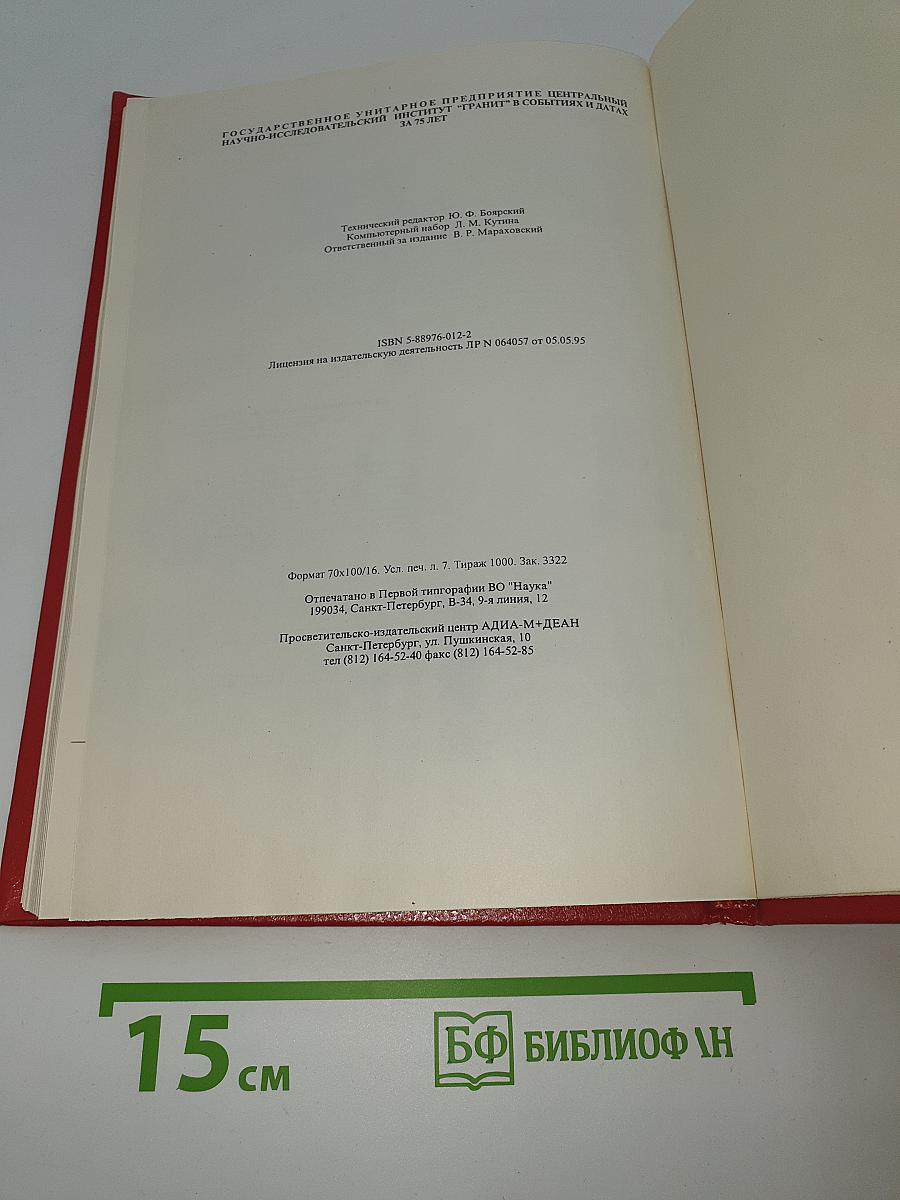 ГОСУДАРСТВЕННОЕ УНИТАРНОЕ ПРЕДПРИЯТИЕ ЦЕНТРАЛЬНЫЙ
НАУЧНО-ИССЛЕДОВАТЕЛЬСКИЙ ИНСТИТУТ "ГРАНИТ" В СОБЫТИЯХ И ДАТАХ
ЗА 75 ЛЕТ
Технический редактор Ю. Ф. Боярский
Компьютерный набор Л. М. Кутина
Ответственный за издание В. Р. Мараховский
ISBN 5-88976-012-2
Лицензия на издательскую деятельность ЛР N 064057 от 05.05.95
Формат 70x100/16. Усл. печ. л. 7. Тираж 1000. Зак. 3322
Отпечатано в Первой типографии ВО "Наука"
199034, Санкт-Петербург, В-34, 9-я линия, 12
Просветительско-издательский центр АДИА-М+ДЕАН
Санкт-Петербург, ул. Пушкинская, 10
тел (812) 164-52-40 факс (812) 164-52-85
15 см
БФ БИБЛИОФ\Н